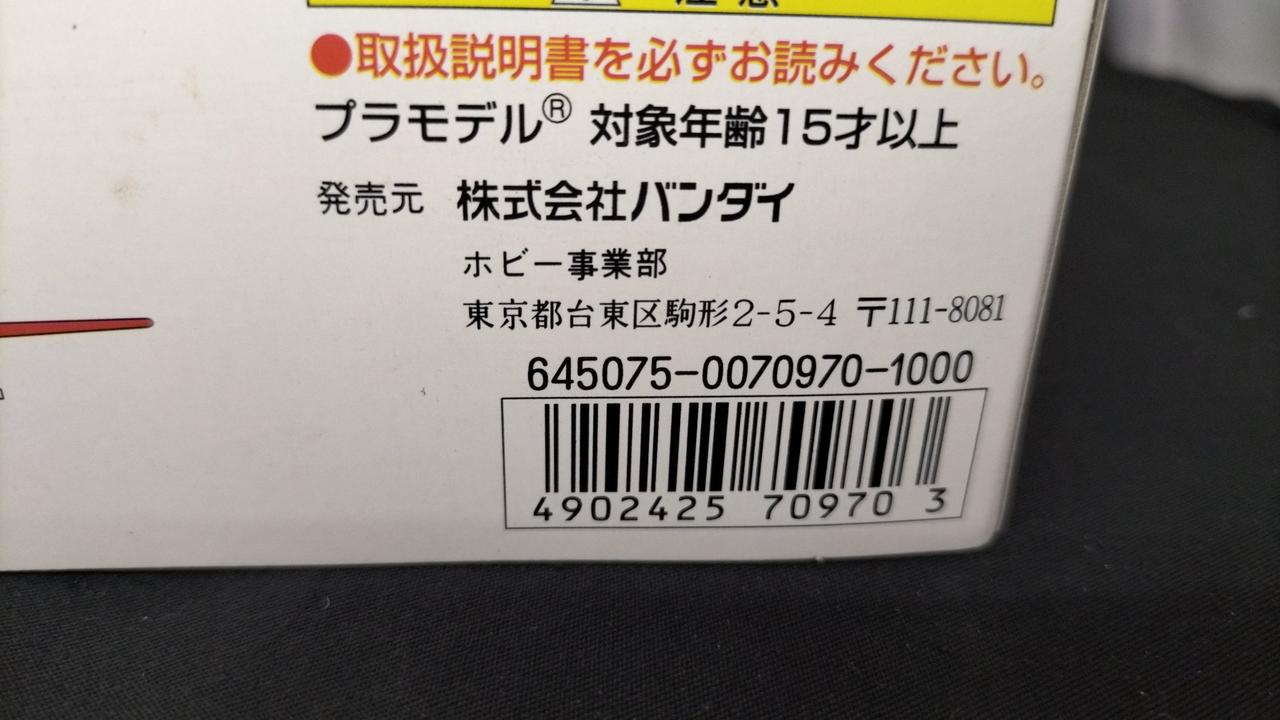 注意
●取扱説明書を必ずお読みください。
プラモデル® 対象年齢15才以上
発売元 株式会社バンダイ
ホビー事業部
東京都台東区駒形2-5-4 〒111-8081
645075-0070970-1000
4902425 70970 3